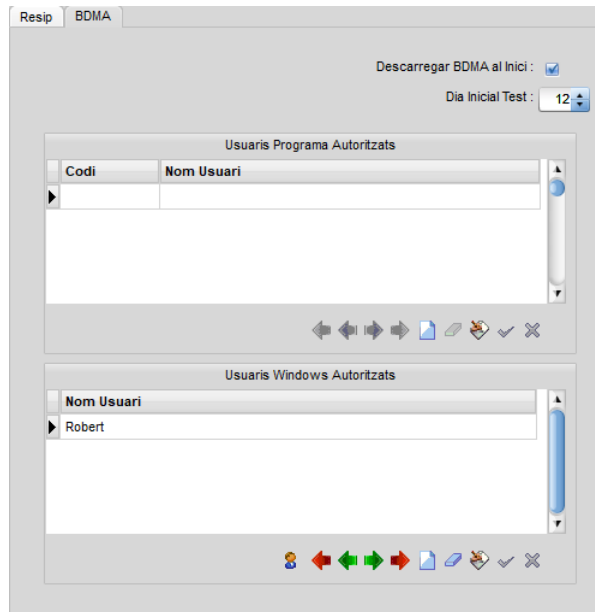 Resip BDMA
Descarregar BDMA al Inici :
Dia Inicial Test : 12
Usuaris Programa Autoritzats
Codi Nom Usuari
Usuaris Windows Autoritzats
Nom Usuari
Robert